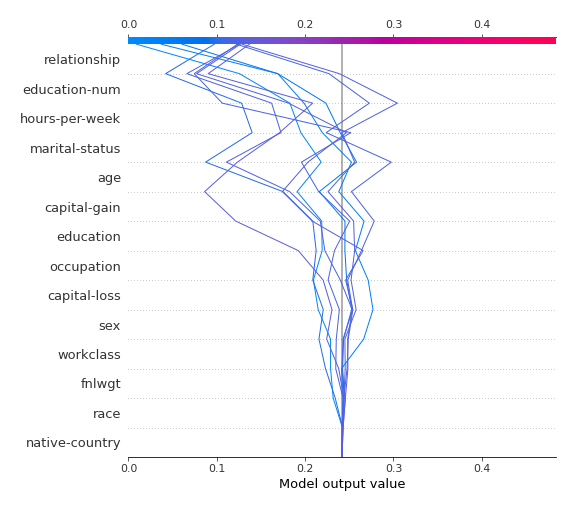 0.0 0.1 0.2 0.3 0.4
relationship
education-num
hours-per-week
marital-status
age
capital-gain
education
occupation
capital-loss
sex
workclass
fnlwgt
race
native-country
0.0 0.1 0.2 0.3 0.4
Model output value